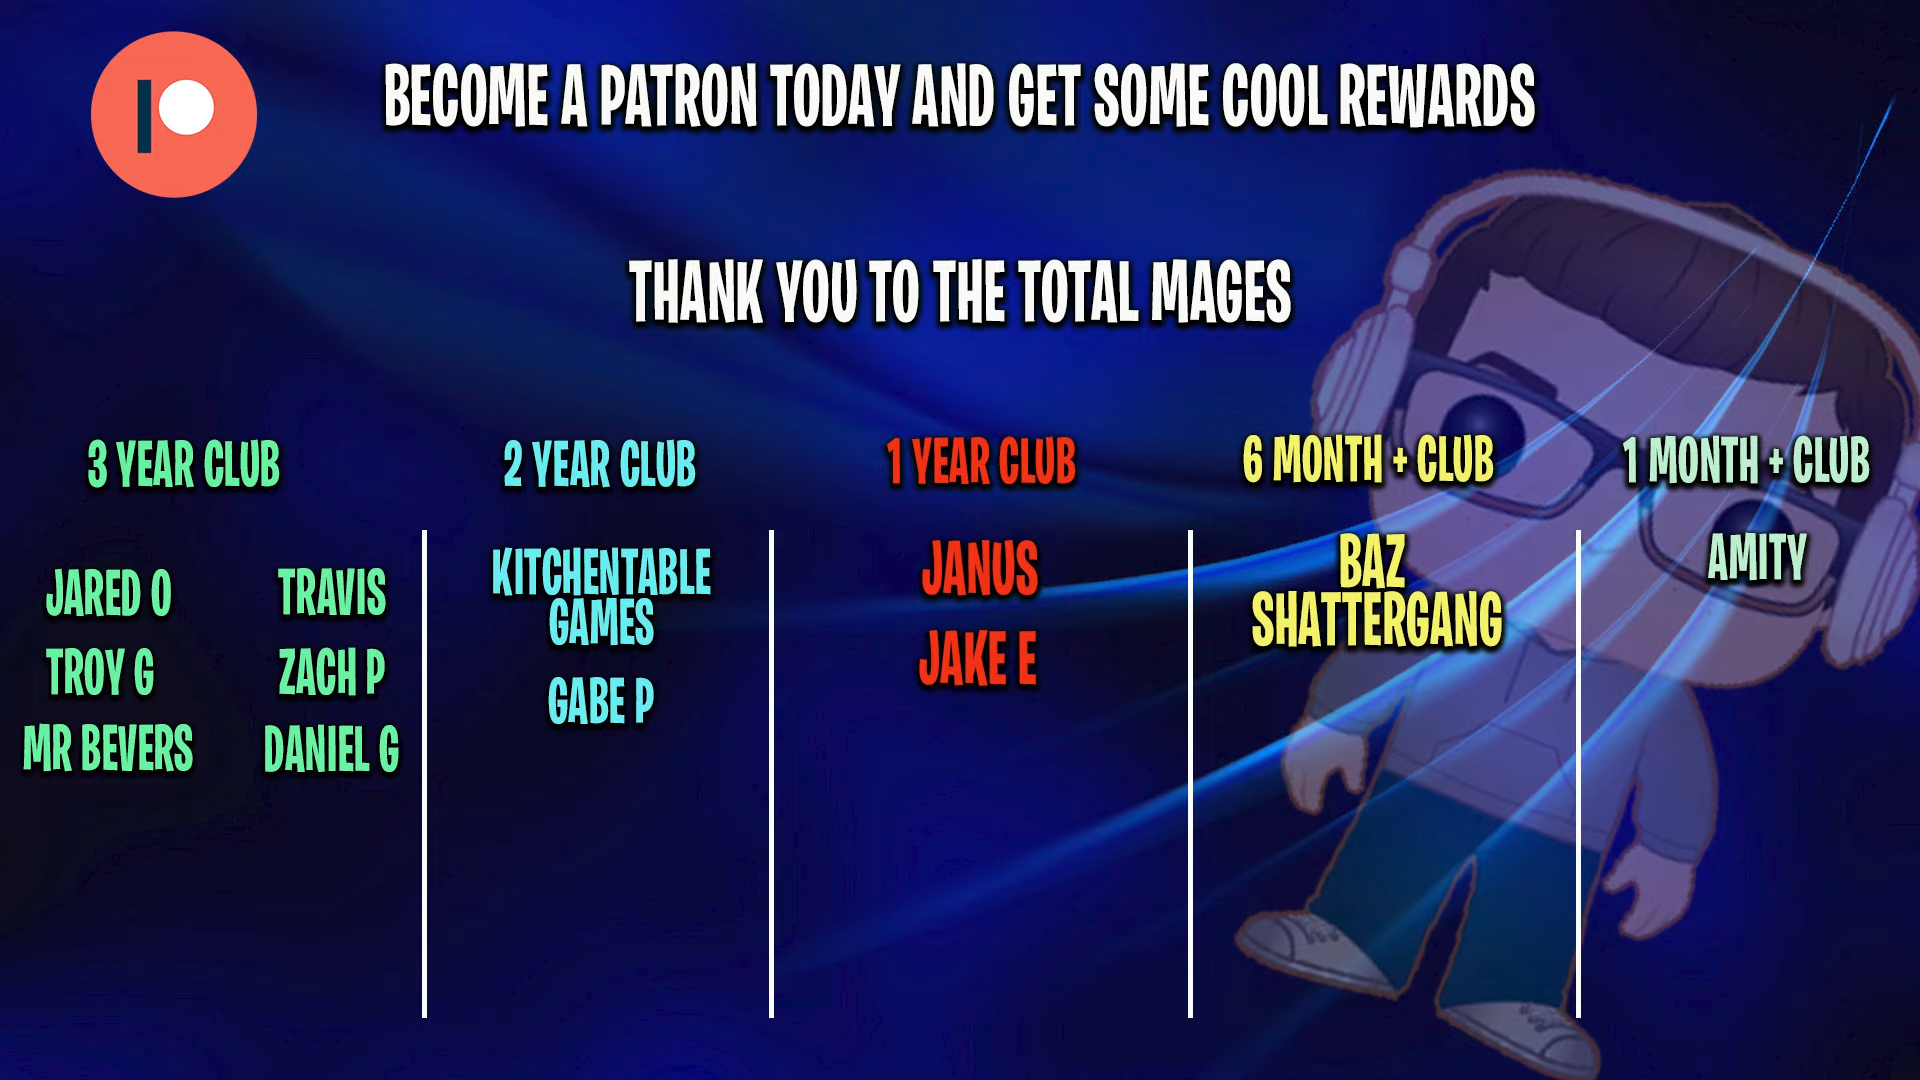 BECOME A PATRON TODAY AND GET SOME COOL REWARDS
THANK YOU TO THE TOTAL MAGES
3 YEAR CLUB
JARED O
TROY G
MR BEVERS
TRAVIS
ZACH P
DANIEL G
2 YEAR CLUB
KITCHENTABLE
GAMES
GABE P
1 YEAR CLUB
JANUS
JAKE E
6 MONTH + CLUB
BAZ
SHATTERGANG
1 MONTH + CLUB
AMITY